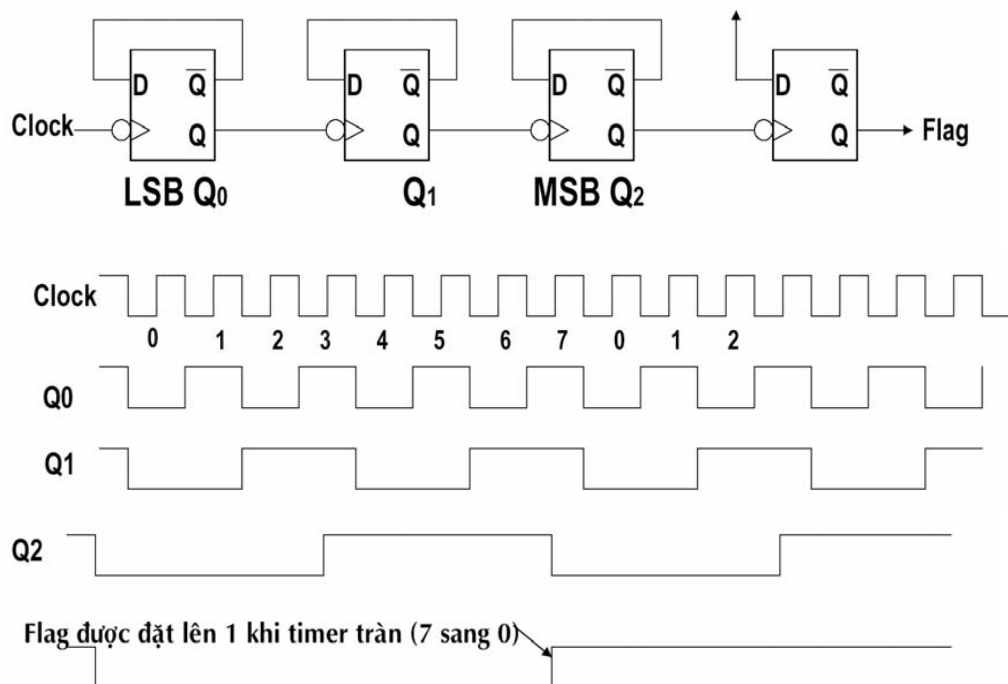 D Q̅ D Q̅ D Q̅ D Q̅
Clock Q Q Q Q Flag
LSB Q0 Q1 MSB Q2
Clock
0 1 2 3 4 5 6 7 0 1 2
Q0
Q1
Q2
Flag được đặt lên 1 khi timer tràn (7 sang 0)